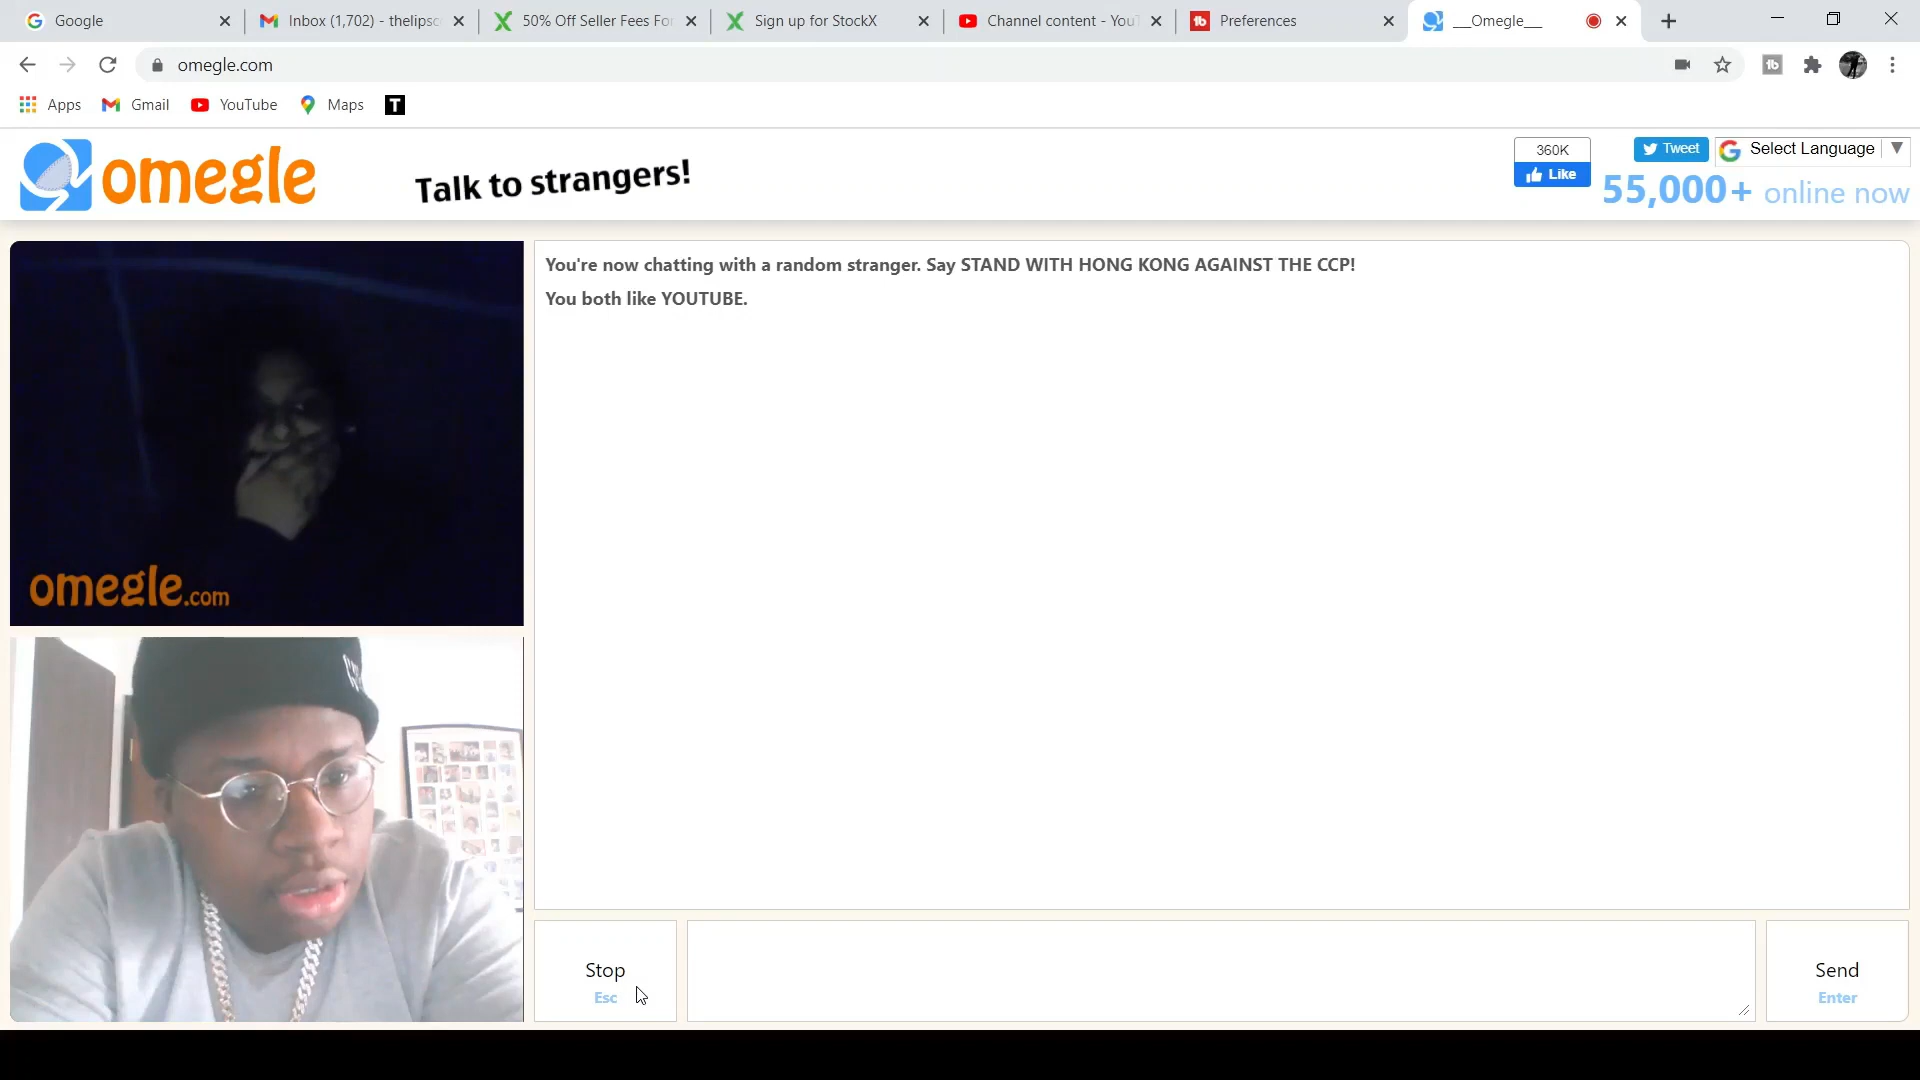 Google
Inbox (1,702) - thelipsc
50% Off Seller Fees For
Sign up for StockX
Channel content - YouT
Preferences
__Omegle__
omegle.com
Apps
Gmail
YouTube
Maps
T
omegle
Talk to strangers!
360K
Like
Tweet
Select Language
55,000+ online now
You're now chatting with a random stranger. Say STAND WITH HONG KONG AGAINST THE CCP!
You both like YOUTUBE.
omegle.com
Stop
Esc
Send
Enter